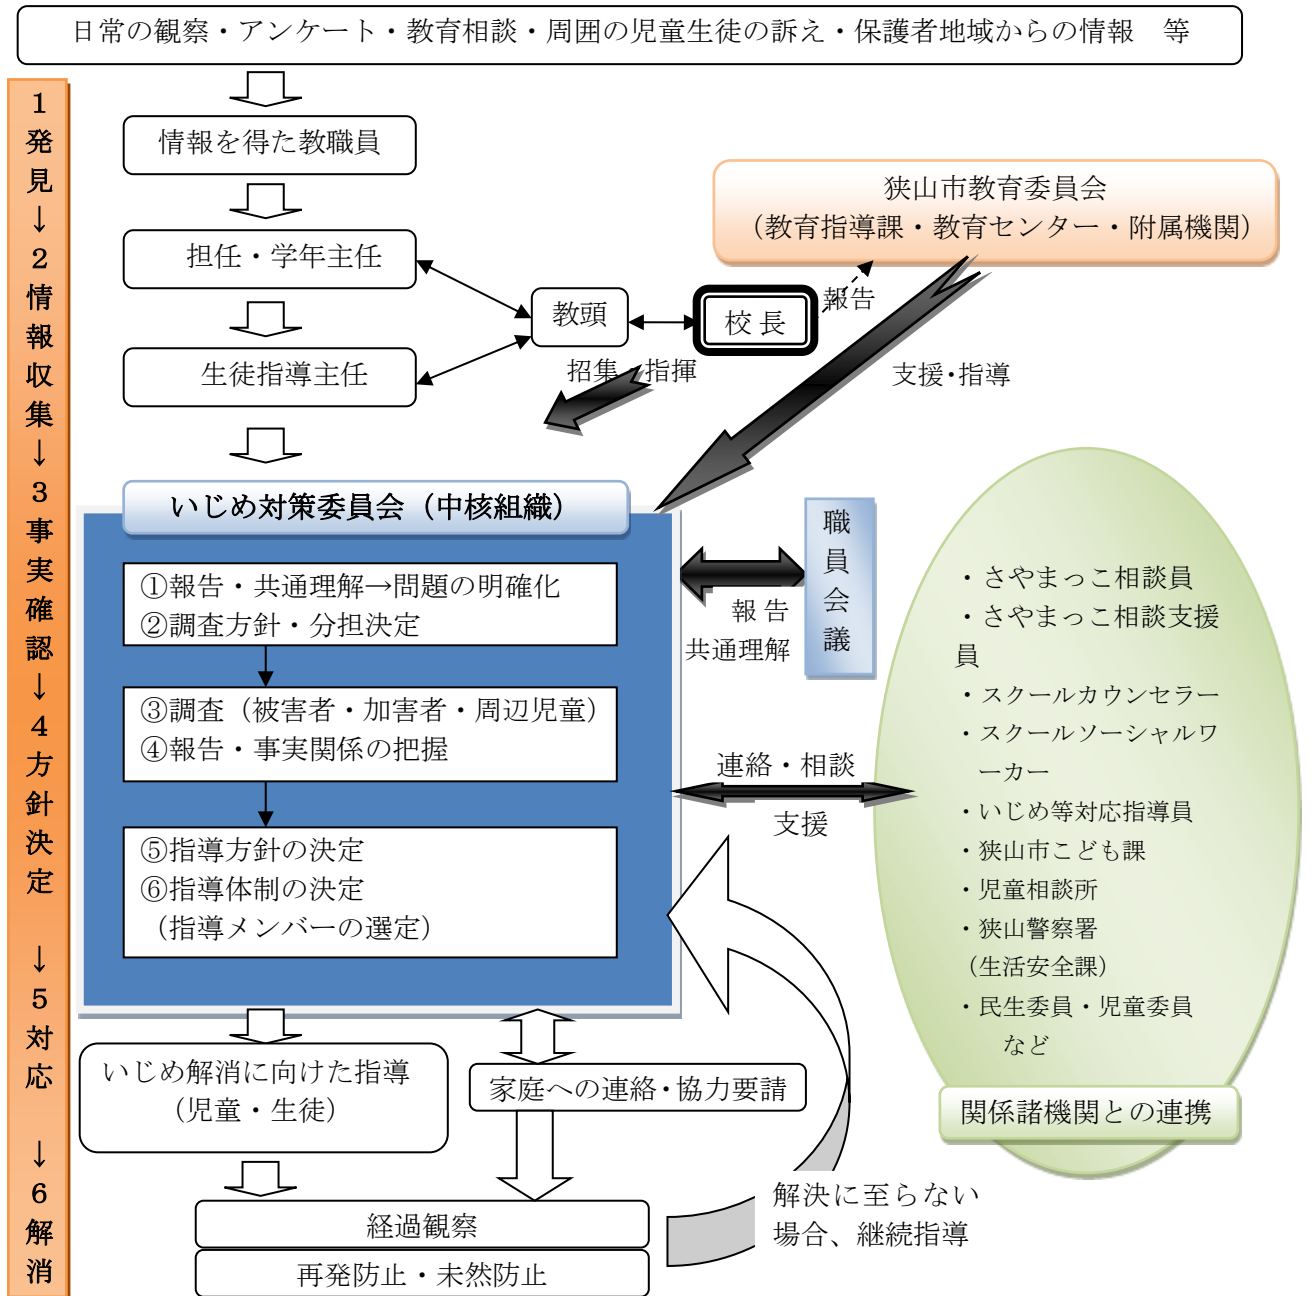 日常の観察・アンケート・教育相談・周囲の児童生徒の訴え・保護者地域からの情報　等
1発見↓2情報収集↓3事実確認↓4方針決定　↓5対応　↓6解消
情報を得た教職員
担任・学年主任
生徒指導主任
教頭
校長
狭山市教育委員会
（教育指導課・教育センター・附属機関）
報告
招集・指揮
支援・指導
いじめ対策委員会（中核組織）
①報告・共通理解→問題の明確化
②調査方針・分担決定
③調査（被害者・加害者・周辺児童）
④報告・事実関係の把握
⑤指導方針の決定
⑥指導体制の決定
（指導メンバーの選定）
職員会議
報告
共通理解
連絡・相談
支援
・さやまっこ相談員
・さやまっこ相談支援
員
・スクールカウンセラー
・スクールソーシャルワ
ーカー
・いじめ等対応指導員
・狭山市こども課
・児童相談所
・狭山警察署
（生活安全課）
・民生委員・児童委員
など
関係諸機関との連携
いじめ解消に向けた指導
（児童・生徒）
家庭への連絡・協力要請
経過観察
再発防止・未然防止
解決に至らない
場合、継続指導